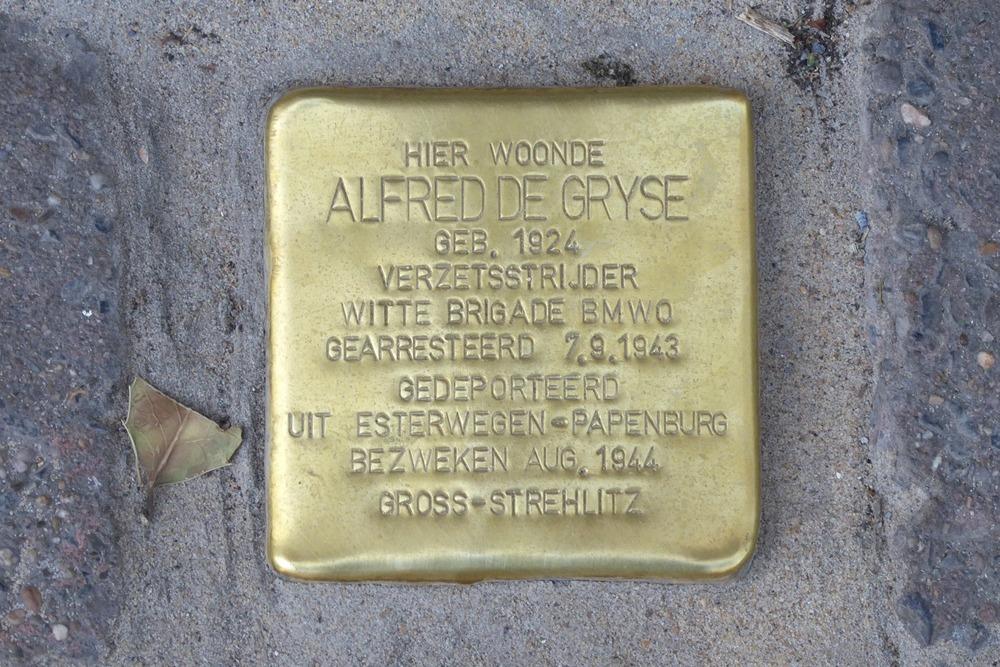 HIER WOONDE
ALFRED DE GRYSE
GEB. 1924
VERZETSSTRIJDER
WITTE BRIGADE BMWO
GEARRESTEERD 7.9.1943
GEDEPORTEERD
UIT ESTERWEGEN-PAPENBURG
BEZWEKEN AUG. 1944
GROSS-STREHLITZ